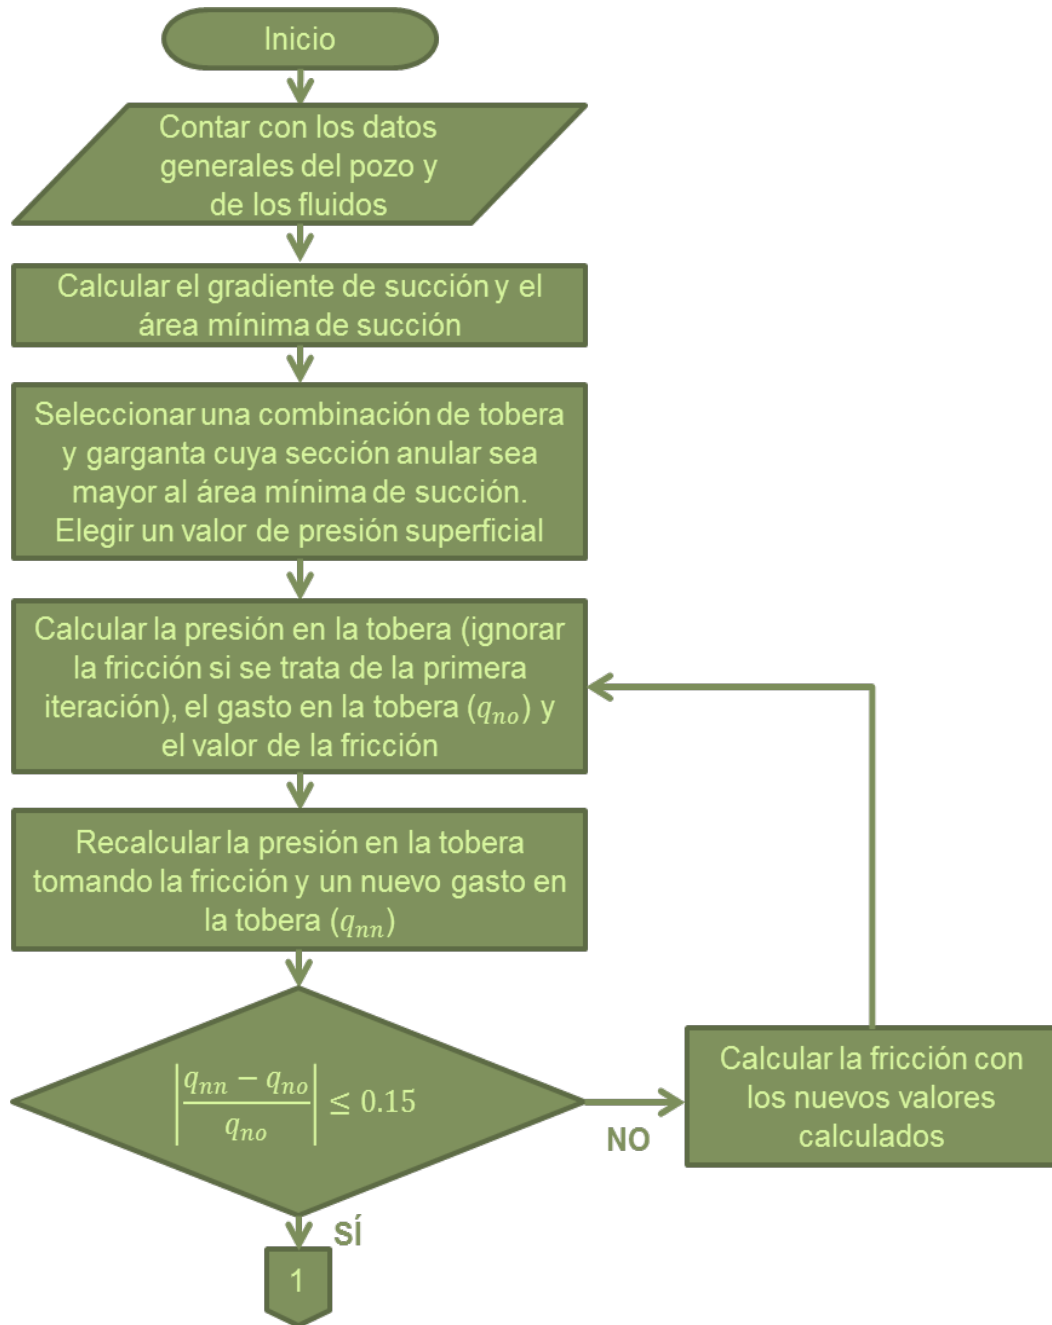 Inicio
Contar con los datos
generales del pozo y
de los fluidos
Calcular el gradiente de succión y el
área mínima de succión
Seleccionar una combinación de tobera
y garganta cuya sección anular sea
mayor al área mínima de succión.
Elegir un valor de presión superficial
Calcular la presión en la tobera (ignorar
la fricción si se trata de la primera
iteración), el gasto en la tobera (qno) y
el valor de la fricción
Recalcular la presión en la tobera
tomando la fricción y un nuevo gasto en
la tobera (qnn)
|(qnn − qno)/qno| ≤ 0.15
NO
Calcular la fricción con
los nuevos valores
calculados
SÍ
1